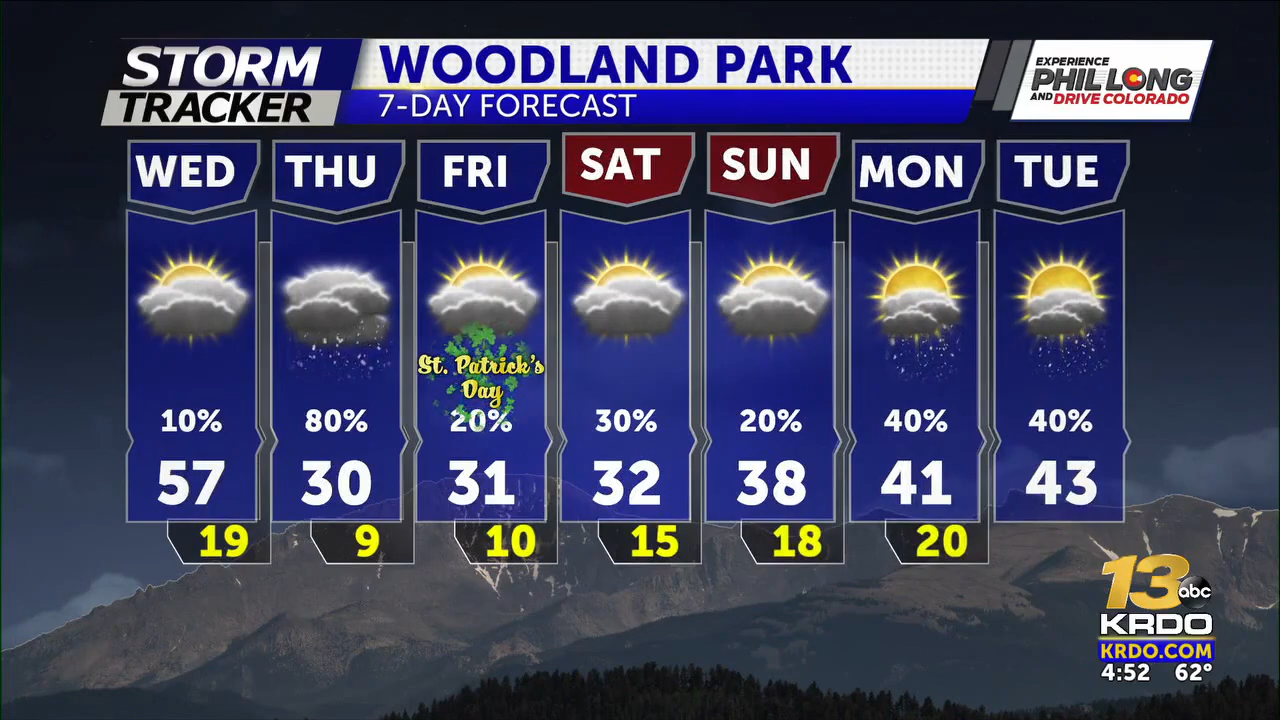 STORM
TRACKER
WOODLAND PARK
7-DAY FORECAST
EXPERIENCE
PHIL LONG
AND DRIVE COLORADO
WED THU FRI SAT SUN MON TUE
St. Patrick's
Day
10% 80% 20% 30% 20% 40% 40%
57 30 31 32 38 41 43
19 9 10 15 18 20
13 abc
KRDO
KRDO.COM
4:52 62°